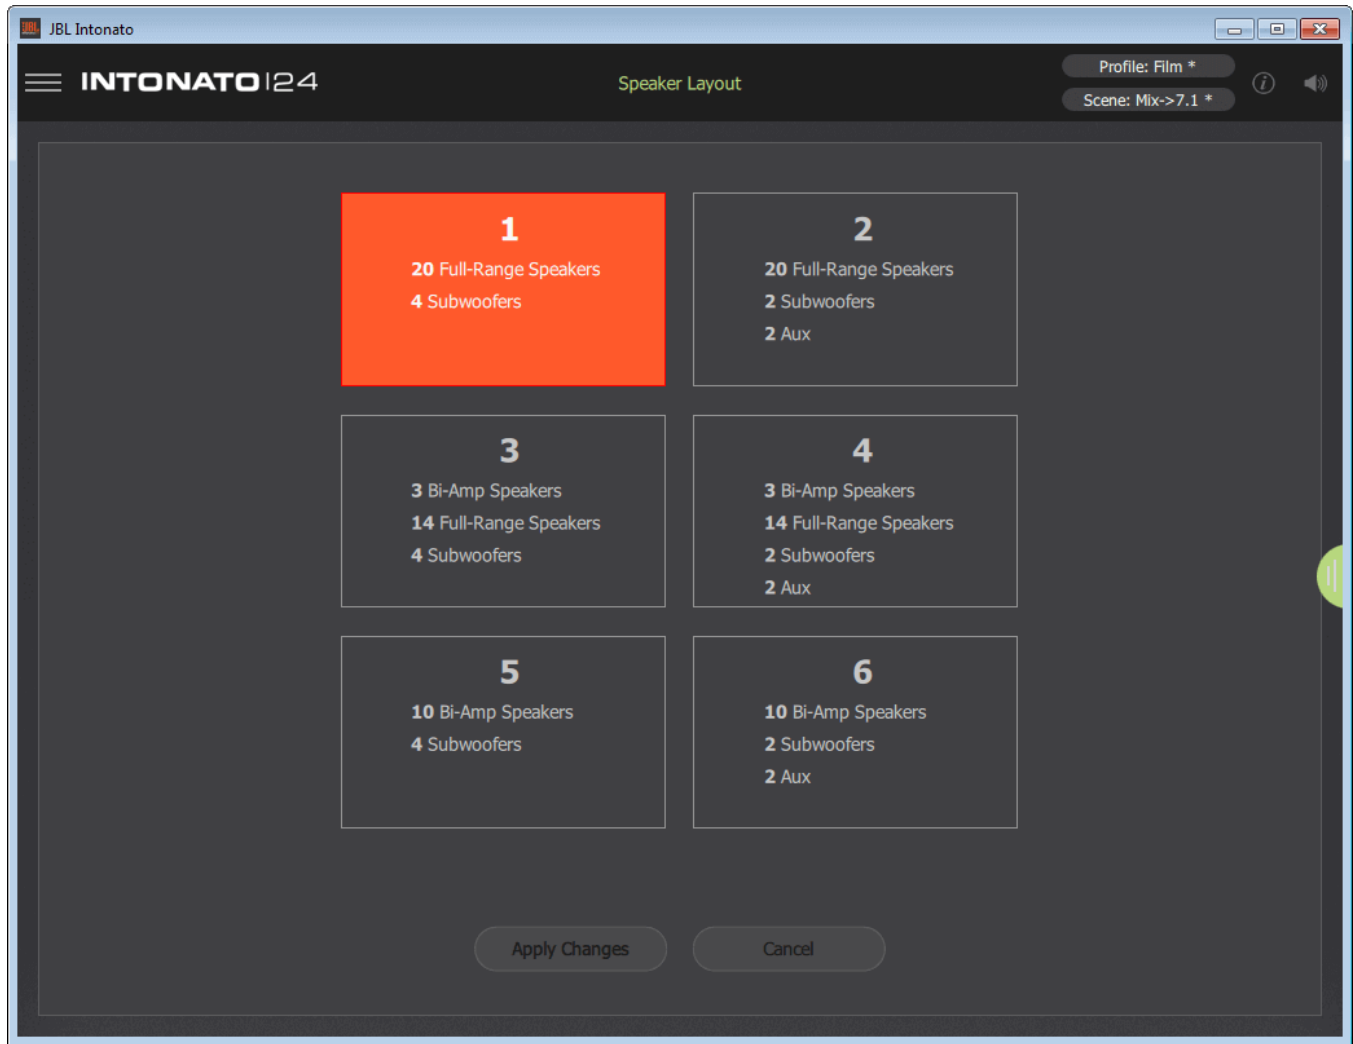 JBL Intonato
INTONATO|24
Speaker Layout
Profile: Film *
Scene: Mix->7.1 *
1
20 Full-Range Speakers
4 Subwoofers
2
20 Full-Range Speakers
2 Subwoofers
2 Aux
3
3 Bi-Amp Speakers
14 Full-Range Speakers
4 Subwoofers
4
3 Bi-Amp Speakers
14 Full-Range Speakers
2 Subwoofers
2 Aux
5
10 Bi-Amp Speakers
4 Subwoofers
6
10 Bi-Amp Speakers
2 Subwoofers
2 Aux
Apply Changes
Cancel